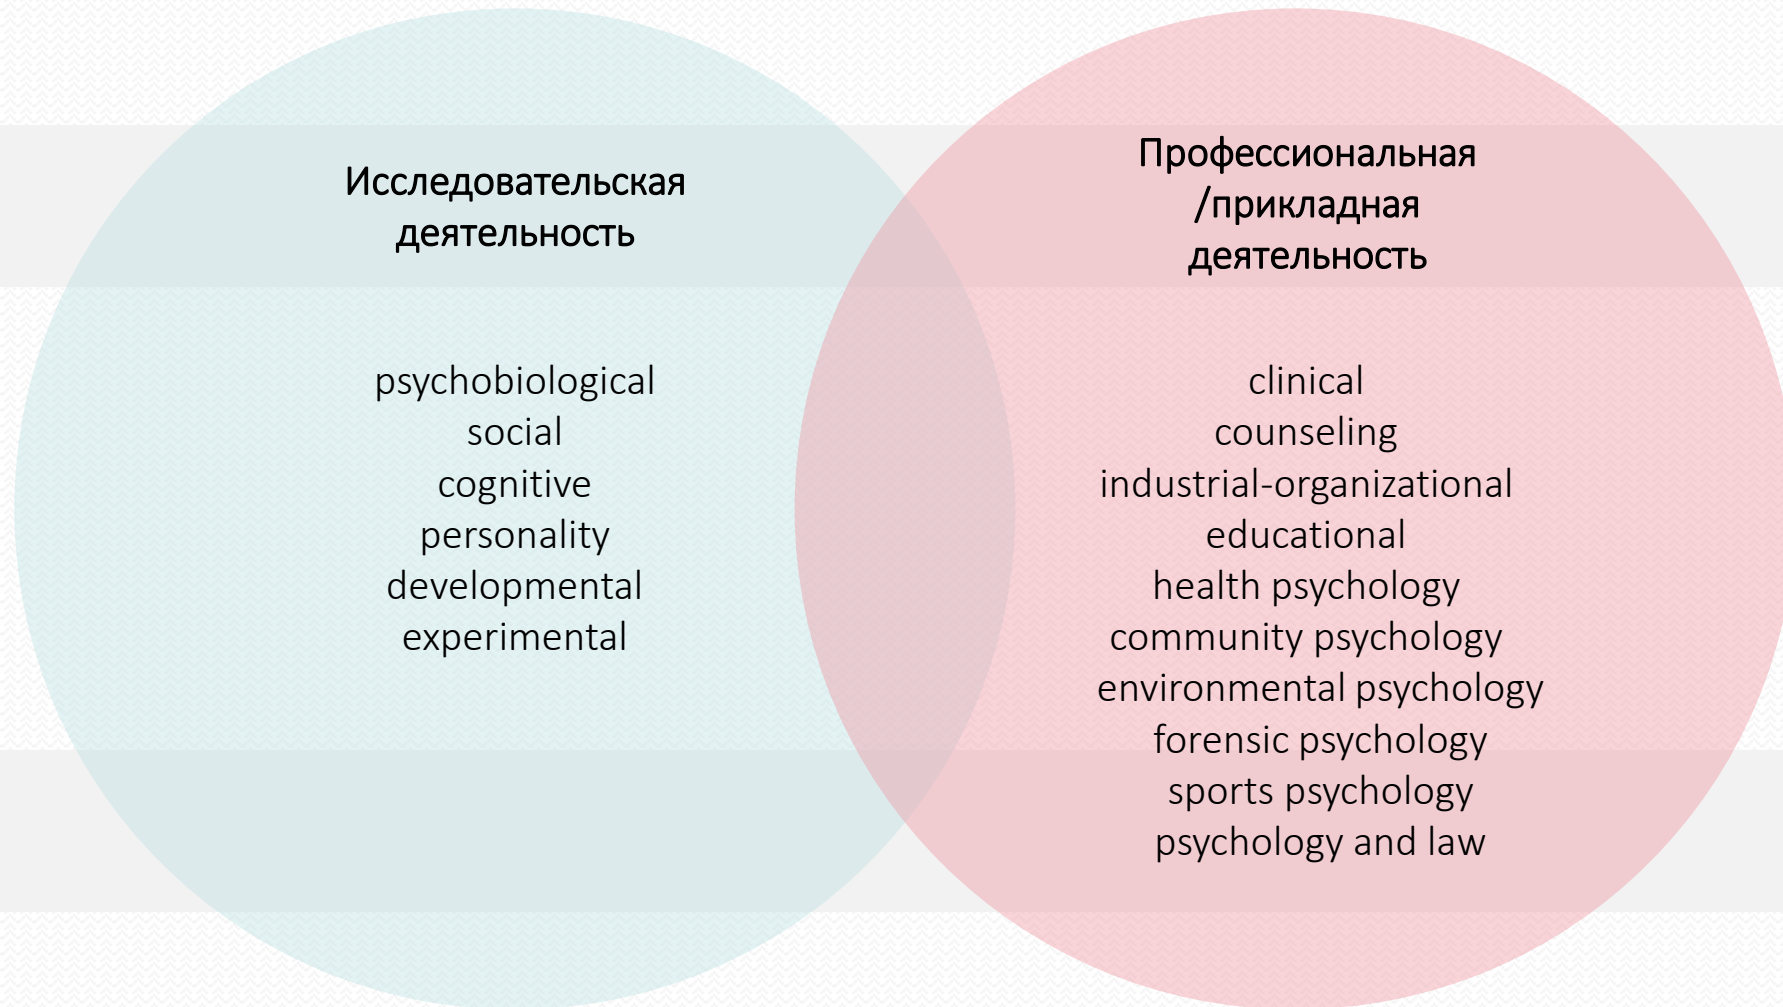 Исследовательская
деятельность
psychobiological
social
cognitive
personality
developmental
experimental
Профессиональная
/прикладная
деятельность
clinical
counseling
industrial-organizational
educational
health psychology
community psychology
environmental psychology
forensic psychology
sports psychology
psychology and law